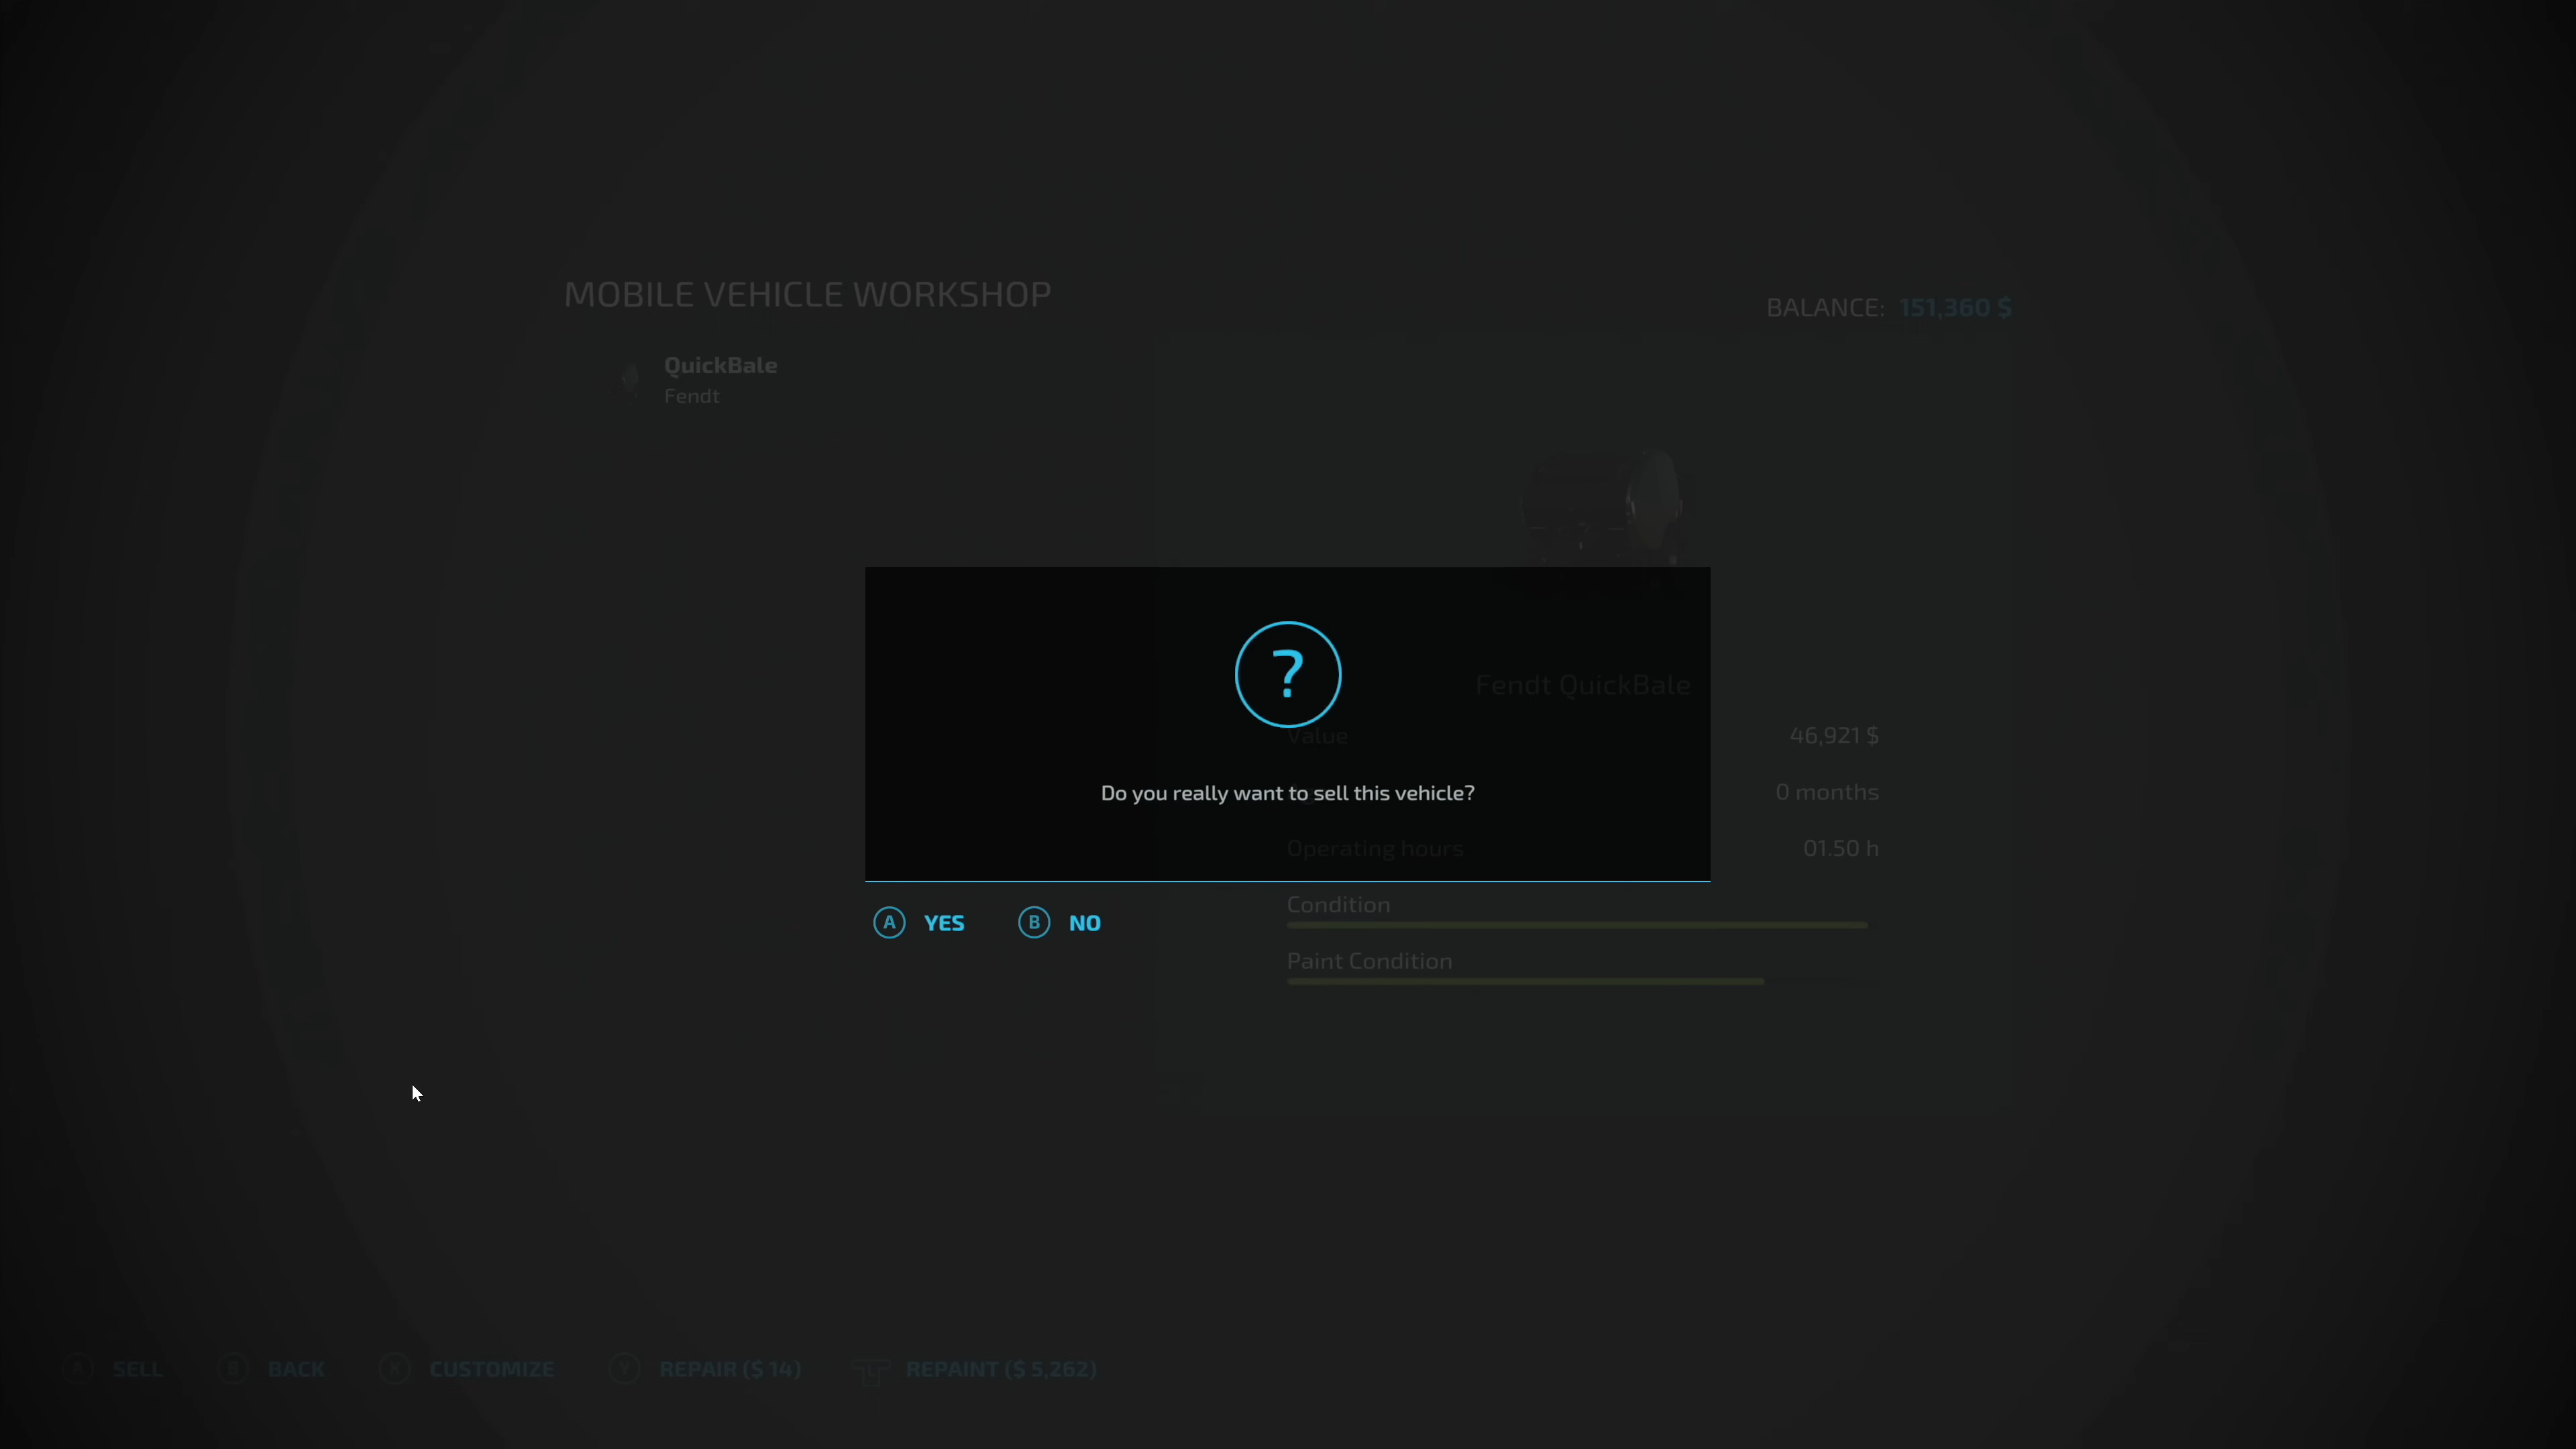 MOBILE VEHICLE WORKSHOP
BALANCE: 151,360 $
QuickBale
Fendt
?
Fendt QuickBale
Value 46,921 $
0 months
Do you really want to sell this vehicle?
Operating hours 01.50 h
A YES B NO
Condition
Paint Condition
A SELL B BACK X CUSTOMIZE Y REPAIR ($ 14) REPAINT ($ 5,262)